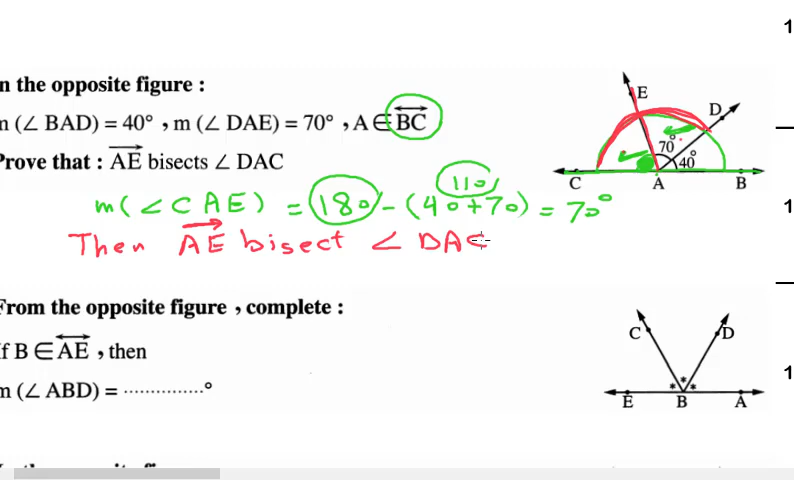 1
n the opposite figure :
n (∠ BAD) = 40° , m (∠ DAE) = 70° , A ∈ BC
Prove that : AE bisects ∠ DAC
E
D
70°
40°
C A B
1
m(∠CAE) = 180 - (40+70) = 70°
110
Then AE bisect ∠ DAC
From the opposite figure , complete :
f B ∈ AE , then
n (∠ ABD) = ...............°
C D
* * *
E B A
1